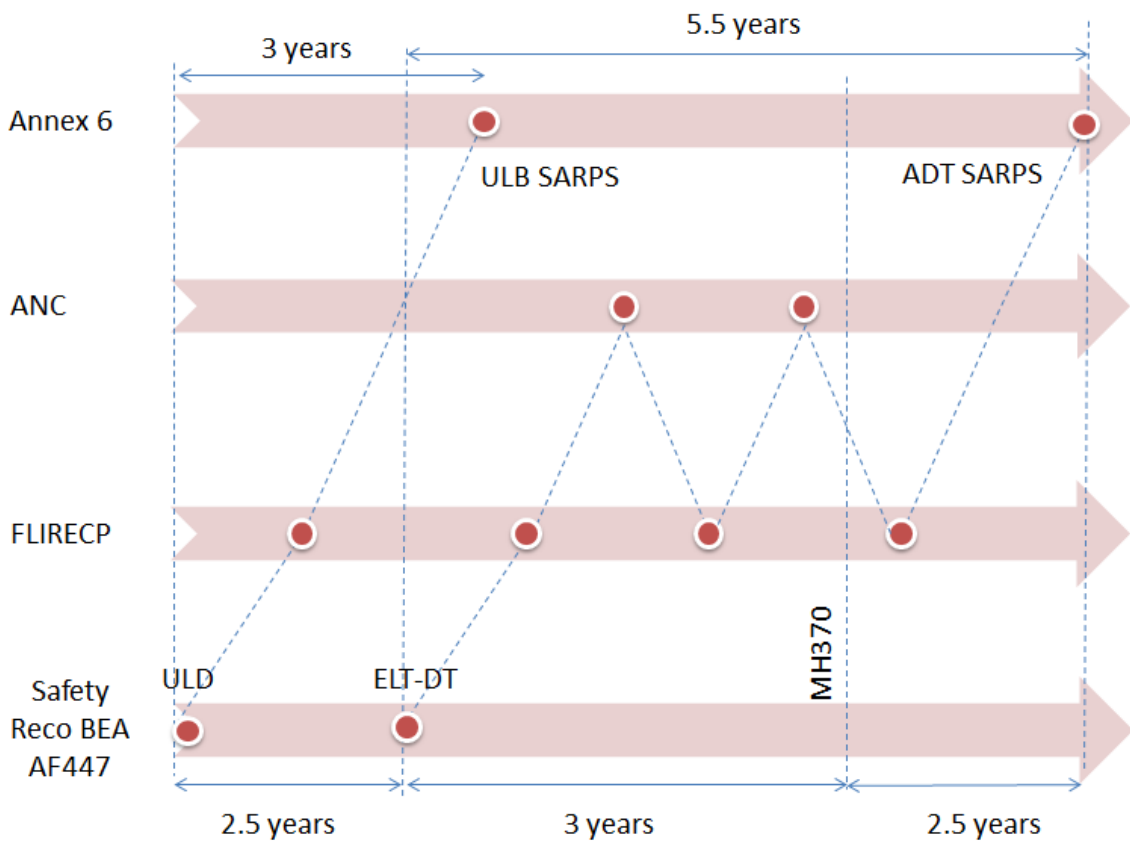 5.5 years
3 years
Annex 6
ULB SARPS
ADT SARPS
ANC
FLIRECP
MH370
ULD
ELT-DT
Safety
Reco BEA
AF447
2.5 years
3 years
2.5 years